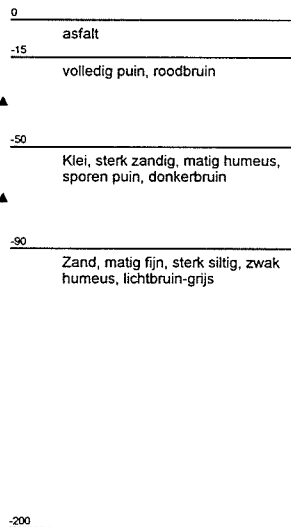 0
asfalt
-15
volledig puin, roodbruin
-50
Klei, sterk zandig, matig humeus,
sporen puin, donkerbruin
-90
Zand, matig fijn, sterk siltig, zwak
humeus, lichtbruin-grijs
-200